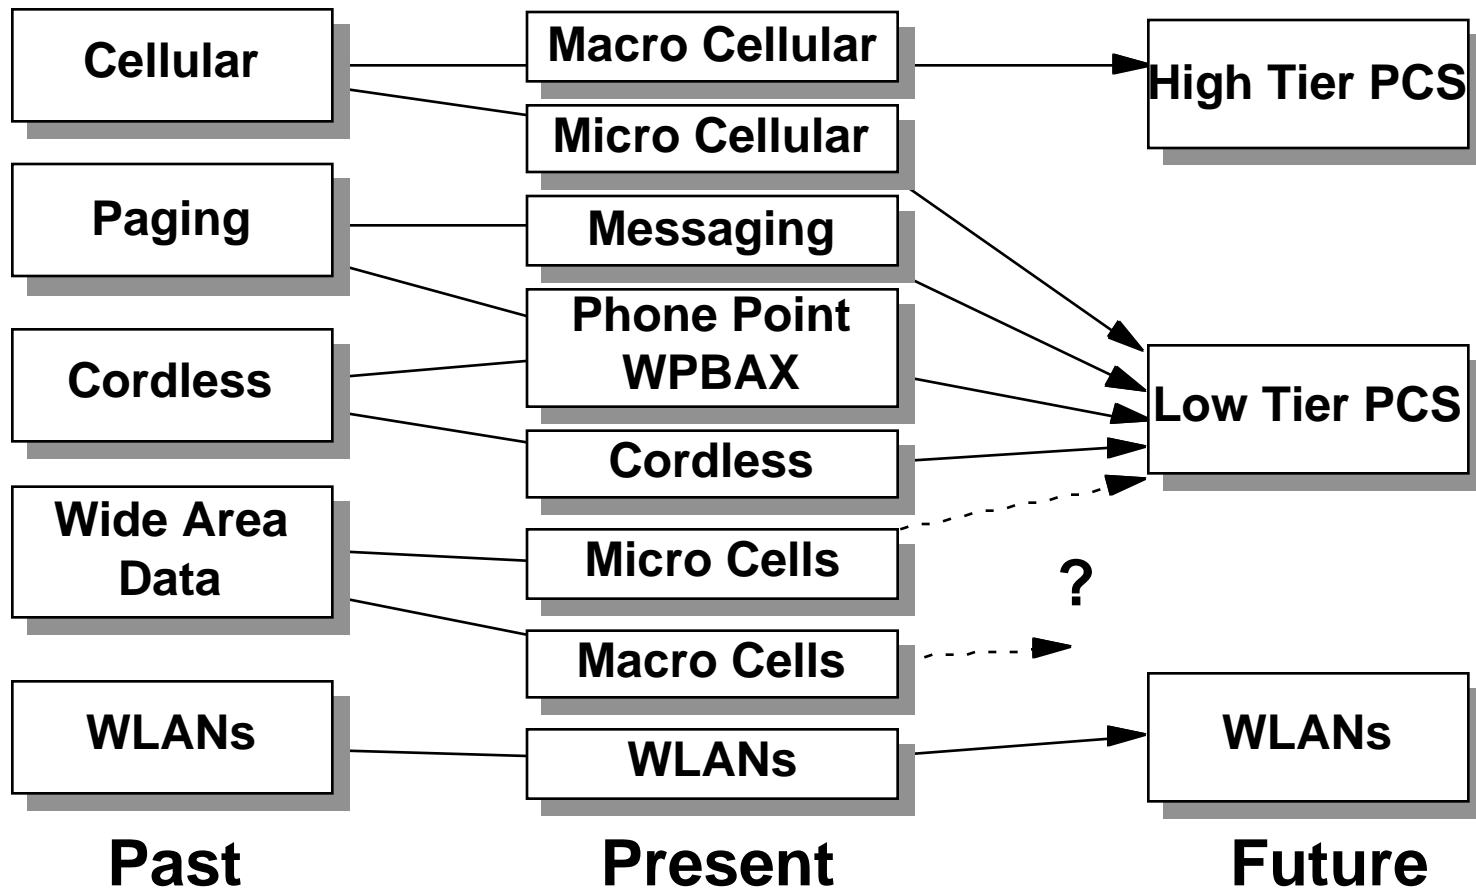 Cellular
Paging
Cordless
Wide Area
Data
WLANs
Past
Macro Cellular
Micro Cellular
Messaging
Phone Point
WPBAX
Cordless
Micro Cells
Macro Cells
WLANs
Present
High Tier PCS
Low Tier PCS
?
WLANs
Future